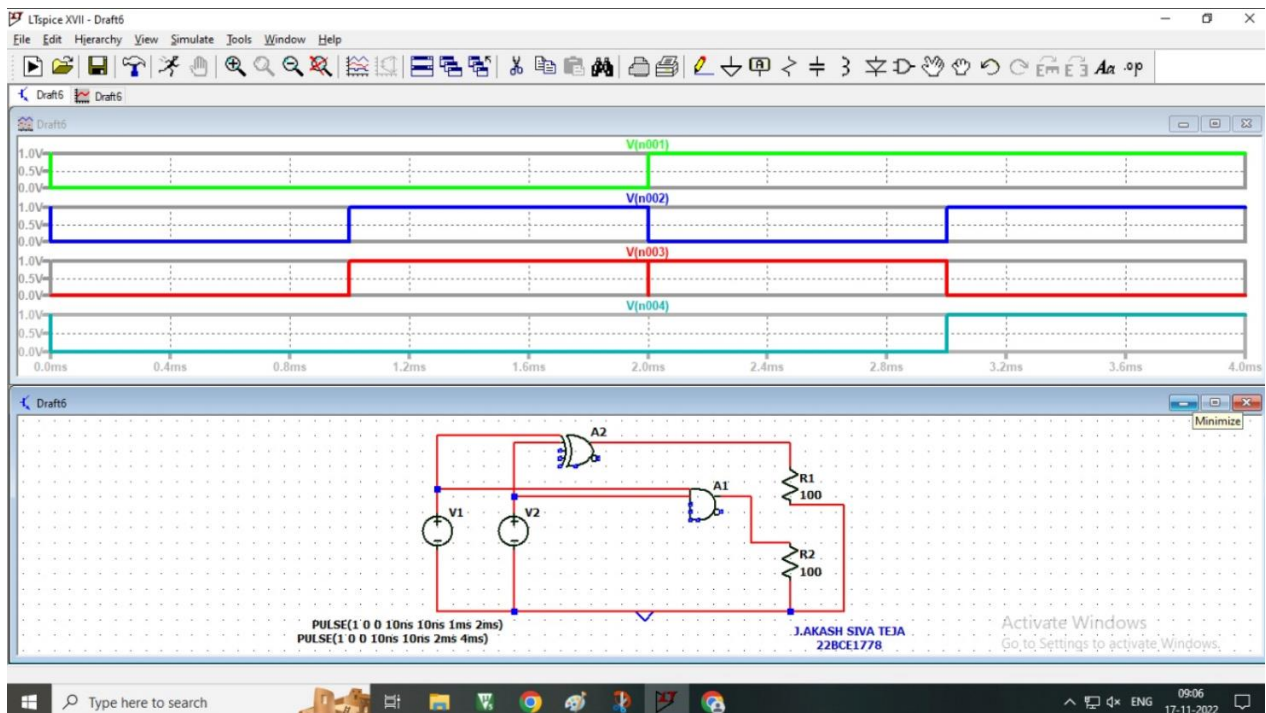 LTspice XVII - Draft6
File Edit Hierarchy View Simulate Tools Window Help
Aa .op
Draft6 Draft6
Draft6
V(n001)
1.0V
0.5V
0.0V
V(n002)
1.0V
0.5V
0.0V
V(n003)
1.0V
0.5V
0.0V
V(n004)
1.0V
0.5V
0.0V
0.0ms 0.4ms 0.8ms 1.2ms 1.6ms 2.0ms 2.4ms 2.8ms 3.2ms 3.6ms 4.0ms
Draft6
Minimize
A2
A1
R1
100
V1 V2
R2
100
PULSE(1 0 0 10ns 10ns 1ms 2ms)
PULSE(1 0 0 10ns 10ns 2ms 4ms)
J.AKASH SIVA TEJA
22BCE1778
Activate Windows
Go to Settings to activate Windows.
Type here to search
ENG
09:06
17-11-2022